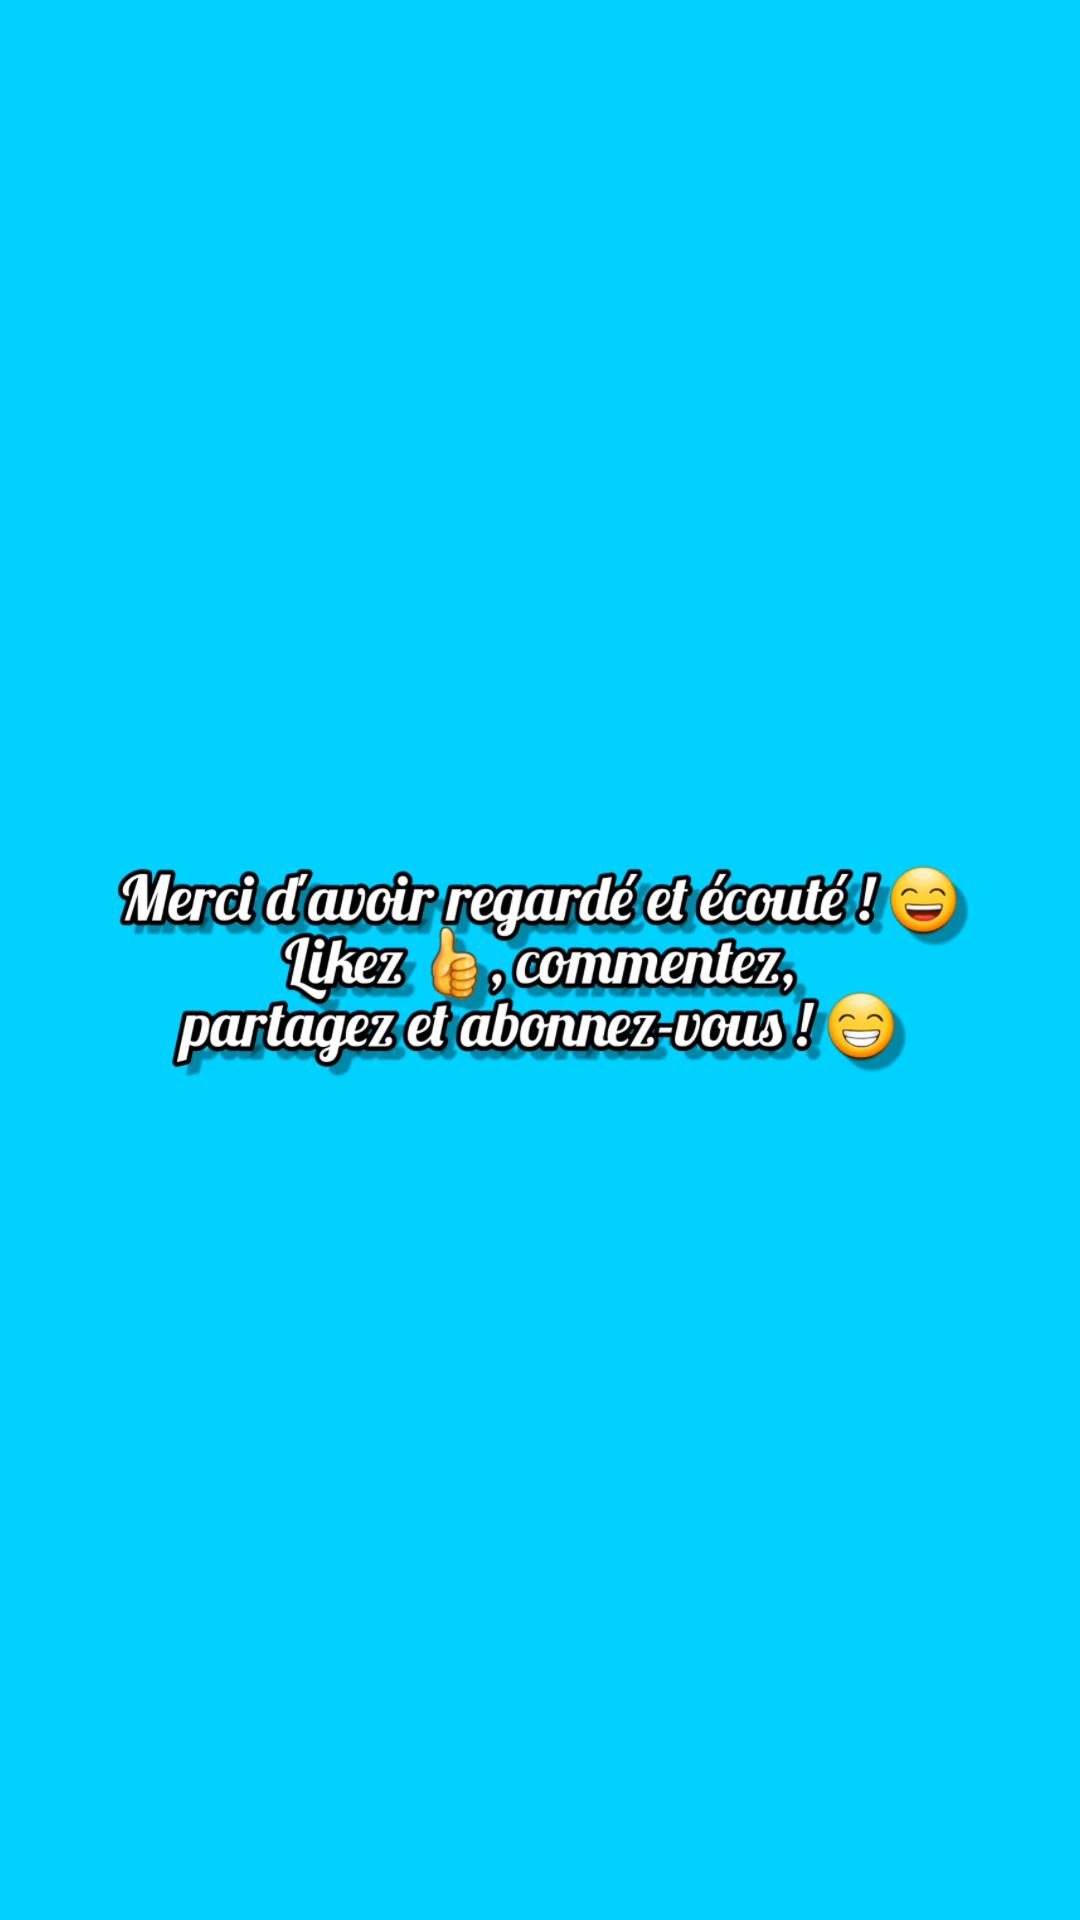 Merci d'avoir regardé et écouté ! 😄
Likez 👍, commentez,
partagez et abonnez-vous ! 😁